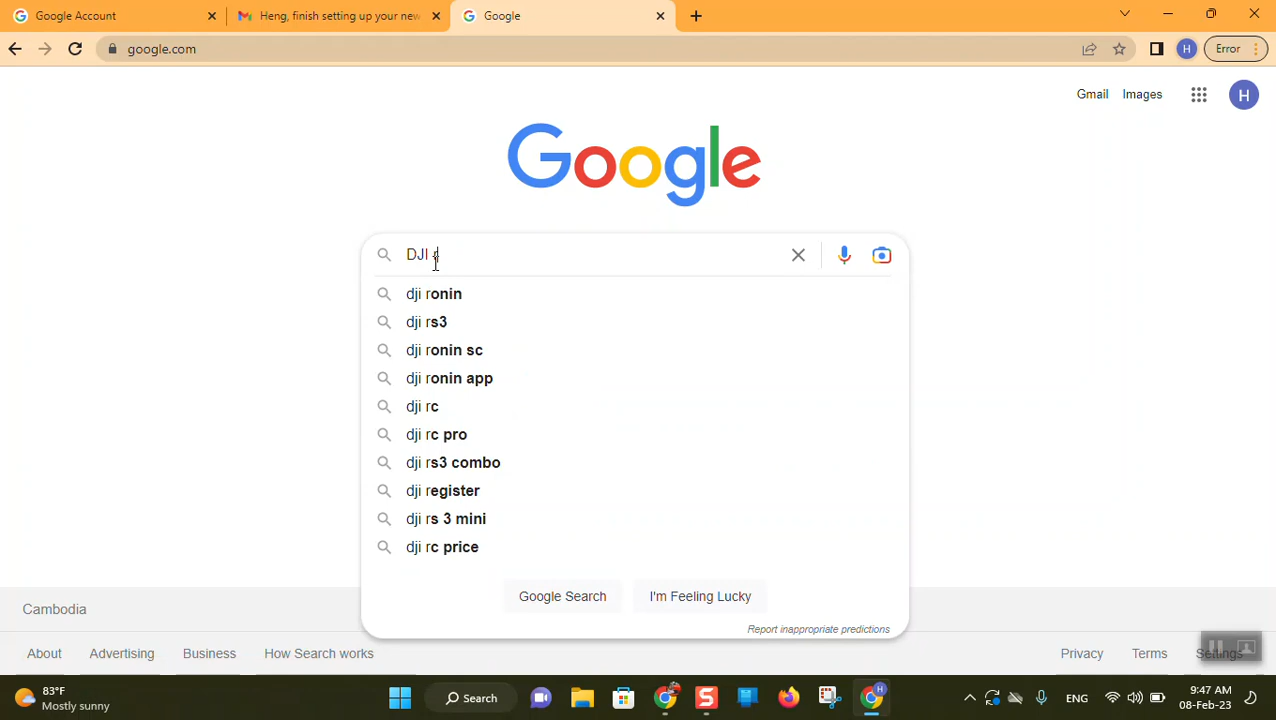 Google Account
Heng, finish setting up your new
Google
google.com
Error
H
Gmail
Images
H
Google
DJI r
dji ronin
dji rs3
dji ronin sc
dji ronin app
dji rc
dji rc pro
dji rs3 combo
dji register
dji rs 3 mini
dji rc price
Google Search
I'm Feeling Lucky
Report inappropriate predictions
Cambodia
About
Advertising
Business
How Search works
Privacy
Terms
Settings
83°F
Mostly sunny
Search
ENG
9:47 AM
08-Feb-23